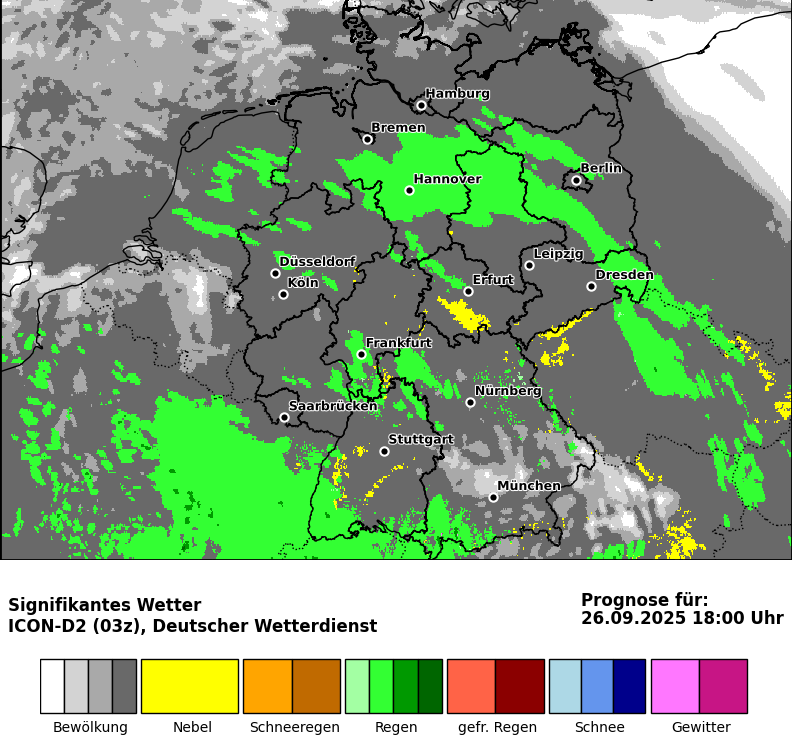 Hamburg
Bremen
Berlin
Hannover
Leipzig
Düsseldorf
Dresden
Köln
Erfurt
Frankfurt
Nürnberg
Saarbrücken
Stuttgart
München
Signifikantes Wetter
ICON-D2 (03z), Deutscher Wetterdienst
Prognose für:
26.09.2025 18:00 Uhr
Bewölkung
Nebel
Schneeregen
Regen
gefr. Regen
Schnee
Gewitter